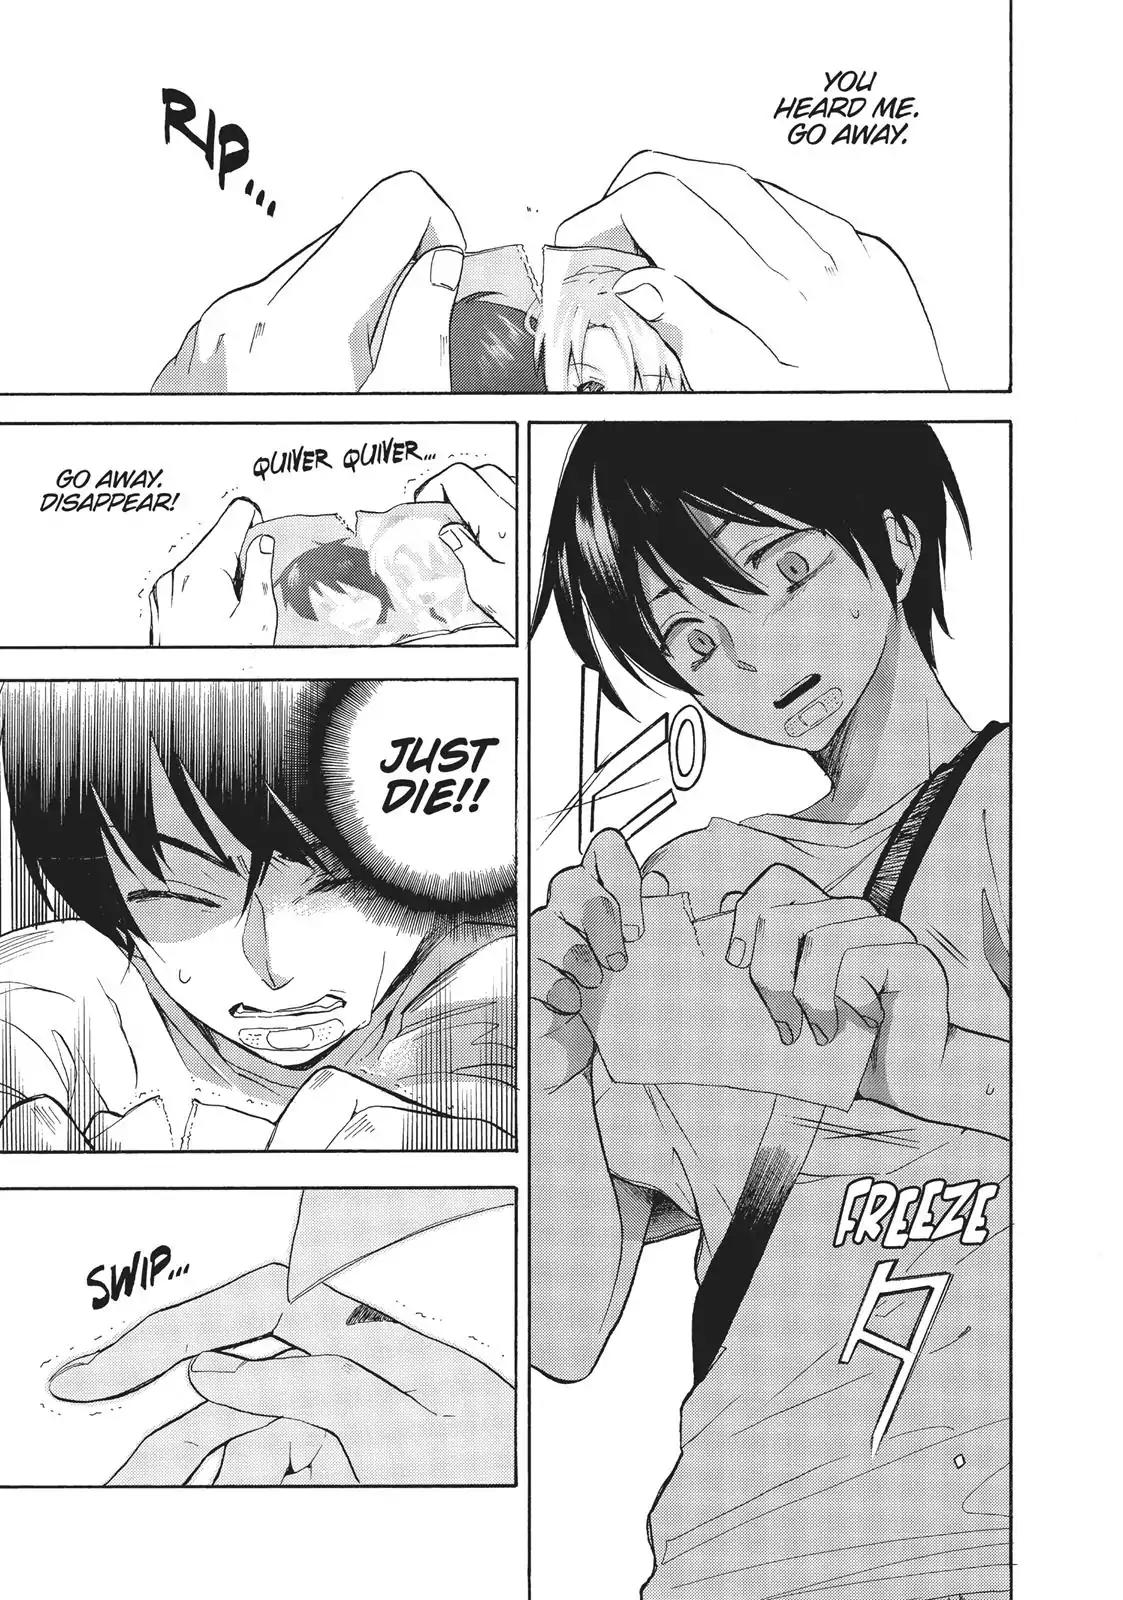 YOU
HEARD ME.
GO AWAY.
RIP...
FREEZE
QUIVER QUIVER...
GO AWAY.
DISAPPEAR!
JUST
DIE!!
SWIP...